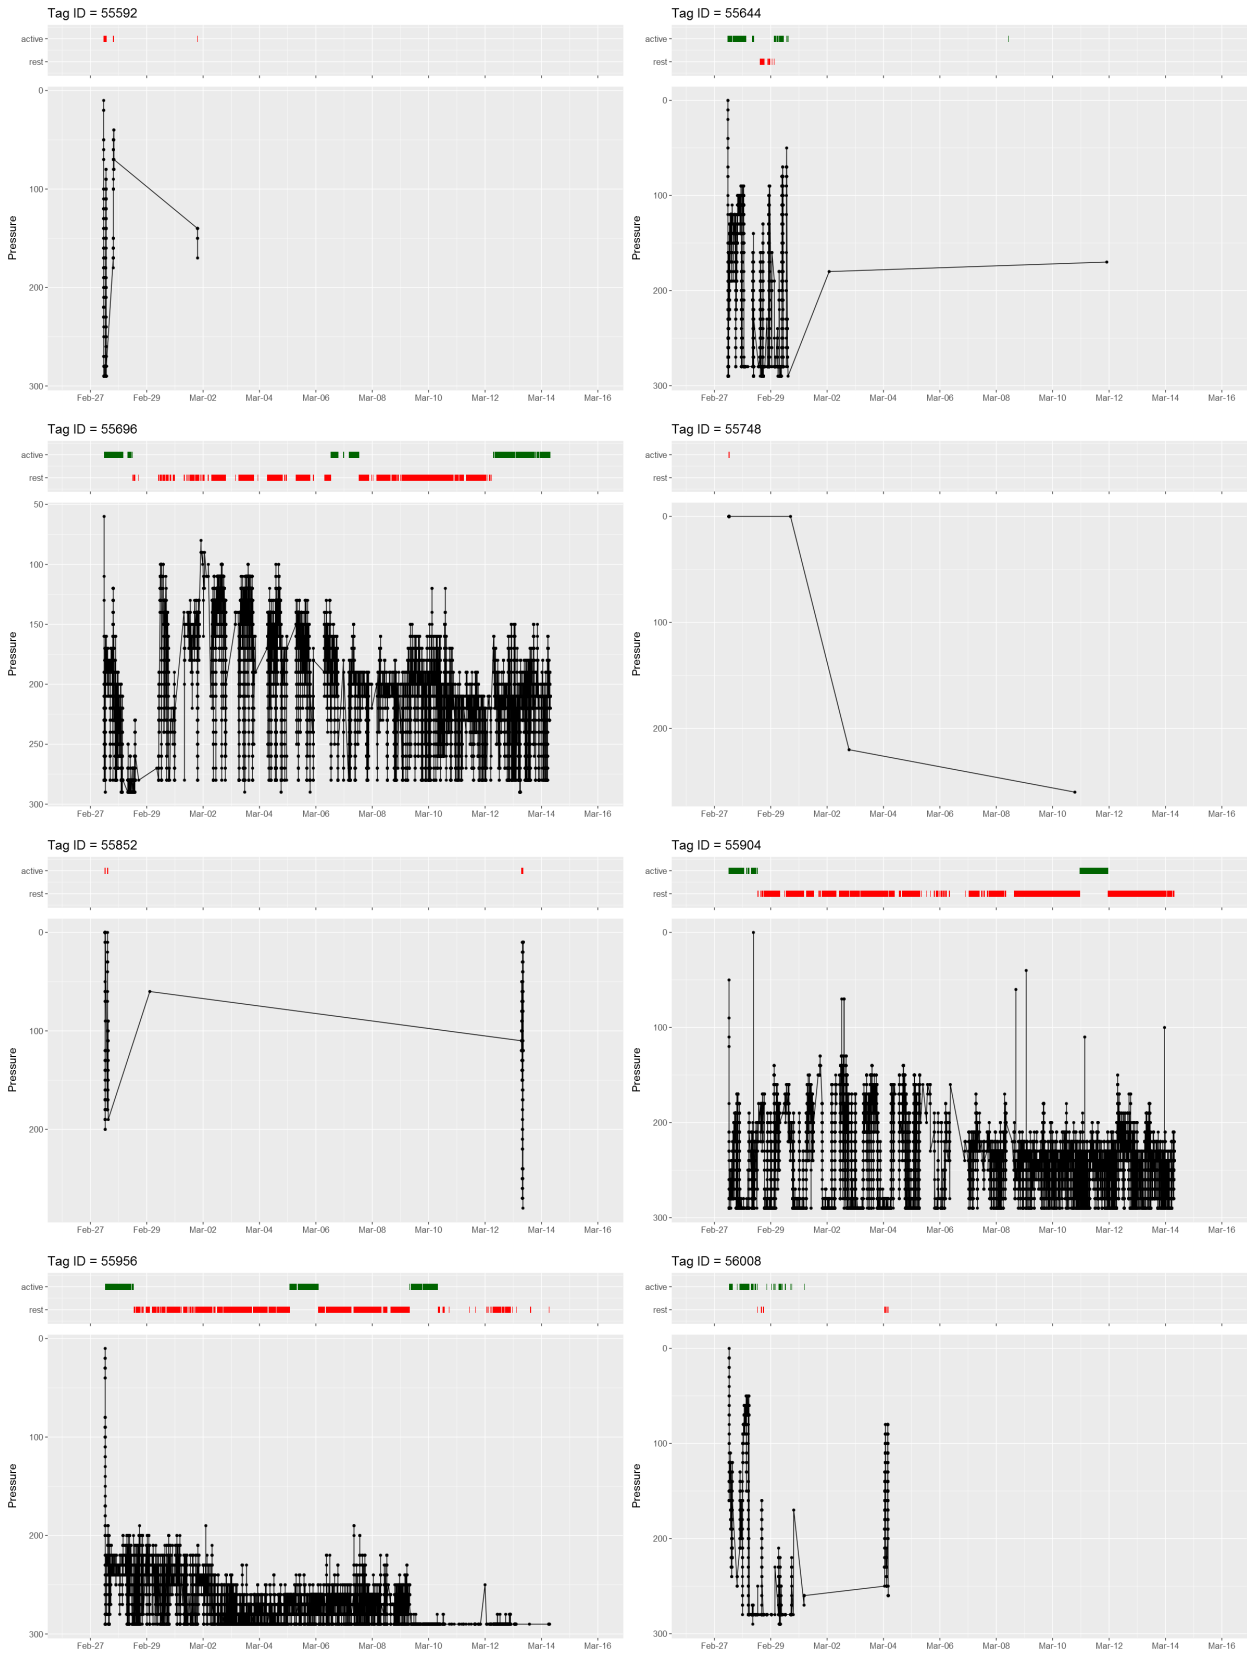 Tag ID = 55592
active
rest
0
100
200
300
Pressure
Feb-27 Feb-29 Mar-02 Mar-04 Mar-06 Mar-08 Mar-10 Mar-12 Mar-14 Mar-16
Tag ID = 55644
active
rest
0
100
200
300
Pressure
Feb-27 Feb-29 Mar-02 Mar-04 Mar-06 Mar-08 Mar-10 Mar-12 Mar-14 Mar-16
Tag ID = 55696
active
rest
50
100
150
200
250
300
Pressure
Feb-27 Feb-29 Mar-02 Mar-04 Mar-06 Mar-08 Mar-10 Mar-12 Mar-14 Mar-16
Tag ID = 55748
active
rest
0
100
200
Pressure
Feb-27 Feb-29 Mar-02 Mar-04 Mar-06 Mar-08 Mar-10 Mar-12 Mar-14 Mar-16
Tag ID = 55852
active
rest
0
100
200
Pressure
Feb-27 Feb-29 Mar-02 Mar-04 Mar-06 Mar-08 Mar-10 Mar-12 Mar-14 Mar-16
Tag ID = 55904
active
rest
0
100
200
300
Pressure
Feb-27 Feb-29 Mar-02 Mar-04 Mar-06 Mar-08 Mar-10 Mar-12 Mar-14 Mar-16
Tag ID = 55956
active
rest
0
100
200
300
Pressure
Feb-27 Feb-29 Mar-02 Mar-04 Mar-06 Mar-08 Mar-10 Mar-12 Mar-14 Mar-16
Tag ID = 56008
active
rest
0
100
200
300
Pressure
Feb-27 Feb-29 Mar-02 Mar-04 Mar-06 Mar-08 Mar-10 Mar-12 Mar-14 Mar-16